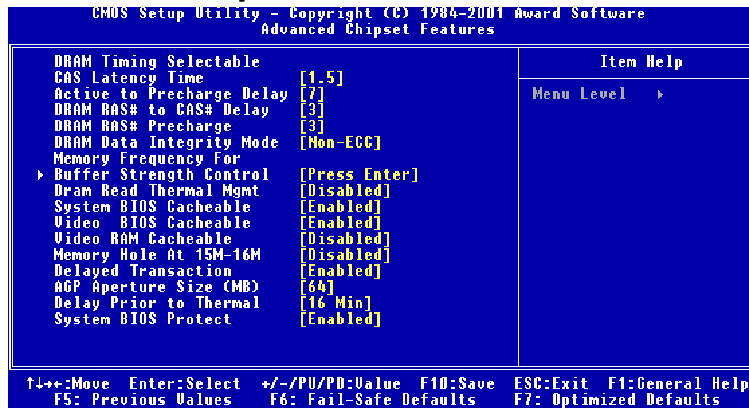 CMOS Setup Utility - Copyright (C) 1984-2001 Award Software
Advanced Chipset Features
DRAM Timing Selectable
CAS Latency Time [1.5]
Active to Precharge Delay [7]
DRAM RAS# to CAS# Delay [3]
DRAM RAS# Precharge [3]
DRAM Data Integrity Mode [Non-ECC]
Memory Frequency For
Buffer Strength Control [Press Enter]
Dram Read Thermal Mgmt [Disabled]
System BIOS Cacheable [Enabled]
Video BIOS Cacheable [Enabled]
Video RAM Cacheable [Disabled]
Memory Hole At 15M-16M [Disabled]
Delayed Transaction [Enabled]
AGP Aperture Size (MB) [64]
Delay Prior to Thermal [16 Min]
System BIOS Protect [Enabled]
Item Help
Menu Level
↑↓→←:Move Enter:Select +/-/PU/PD:Value F10:Save ESC:Exit F1:General Help
F5: Previous Values F6: Fail-Safe Defaults F7: Optimized Defaults